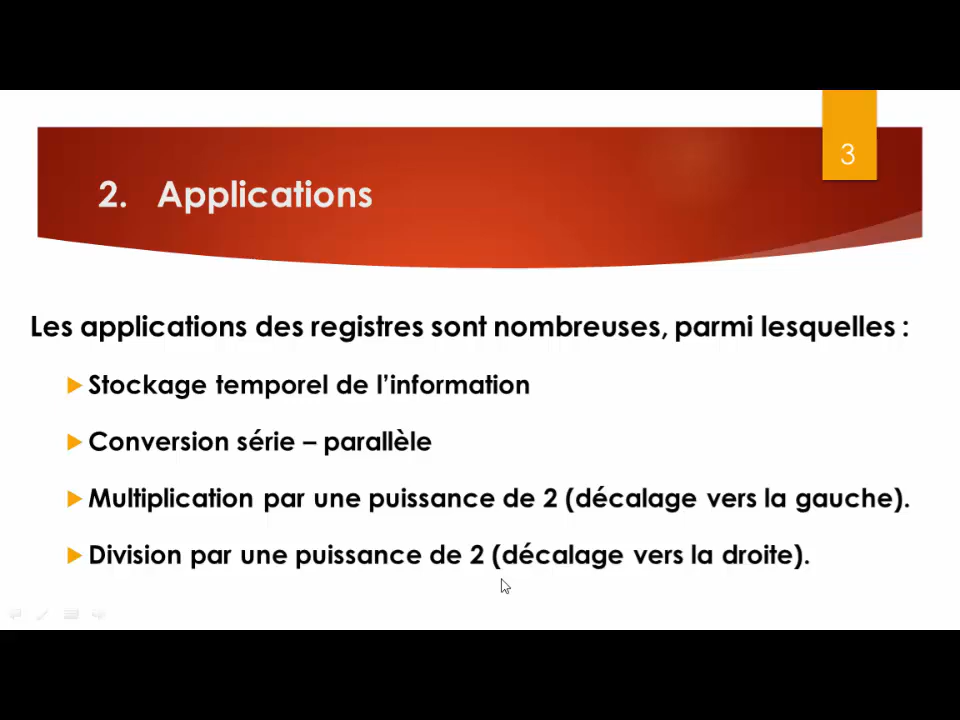 3
2. Applications
Les applications des registres sont nombreuses, parmi lesquelles :
Stockage temporel de l’information
Conversion série – parallèle
Multiplication par une puissance de 2 (décalage vers la gauche).
Division par une puissance de 2 (décalage vers la droite).